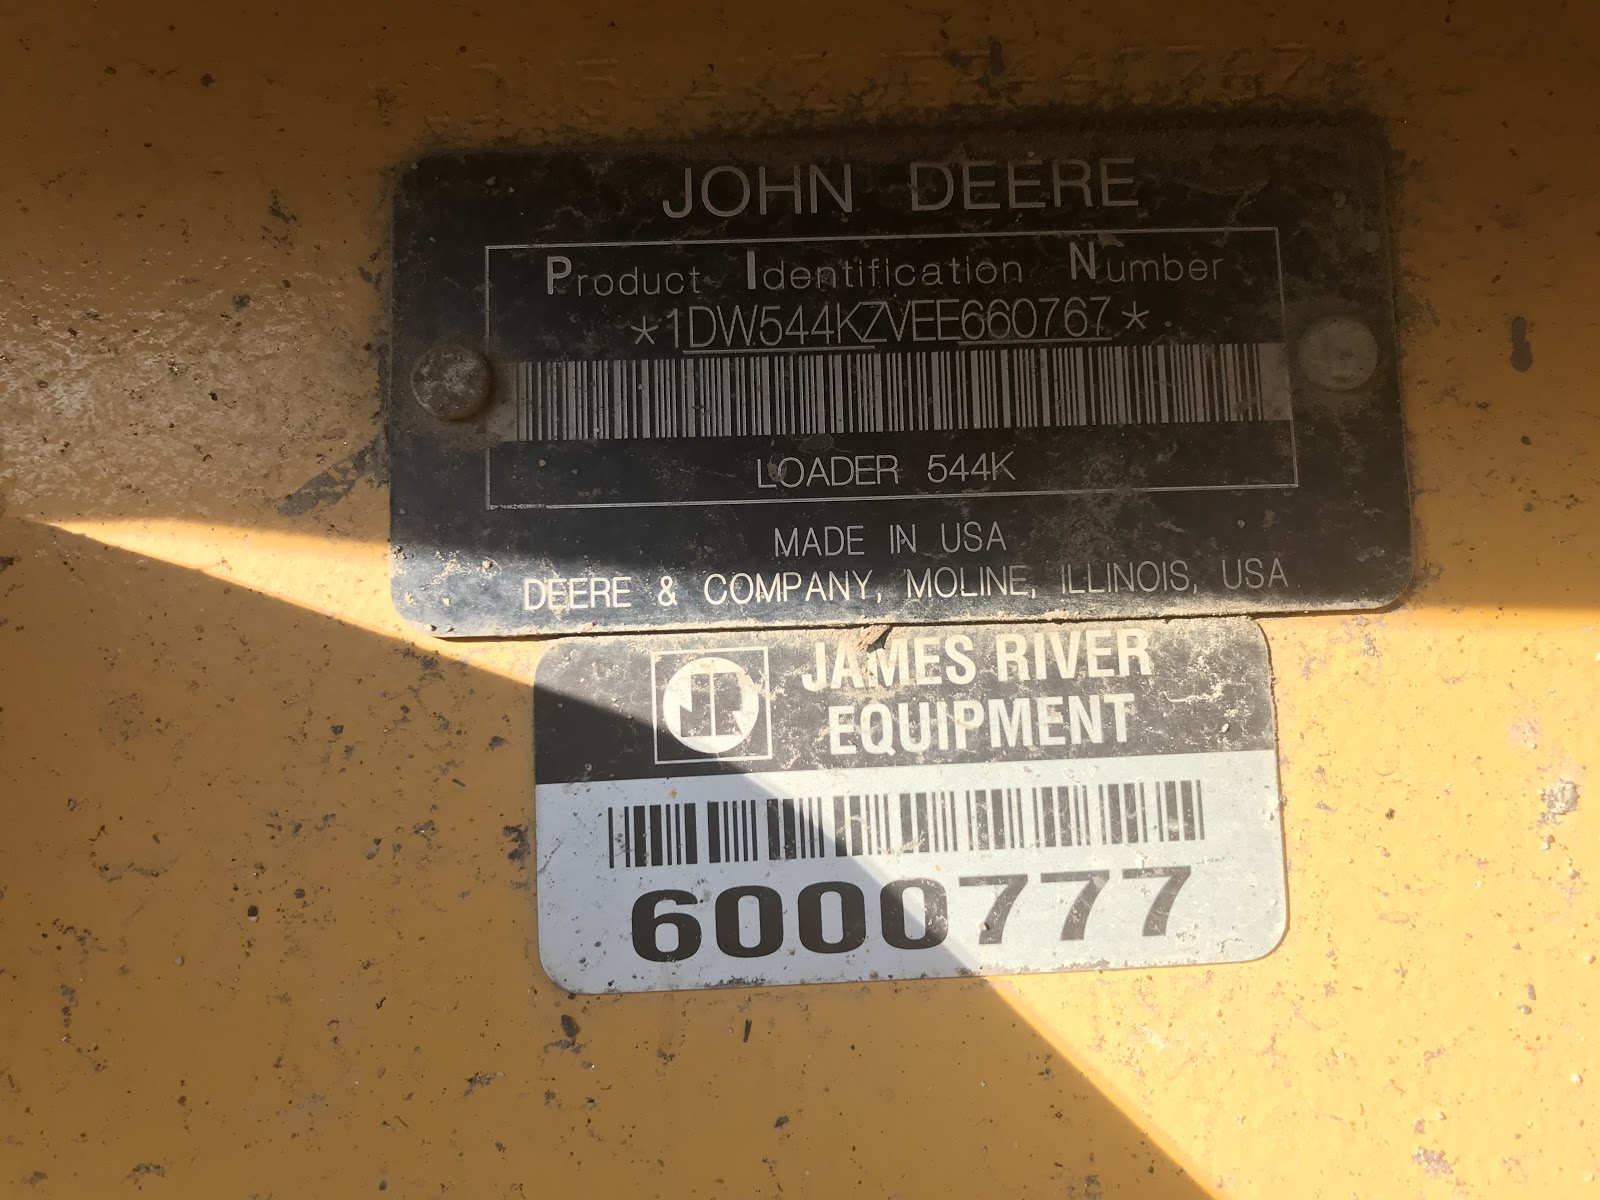 JOHN DEERE
Product Identification Number
*1DW544KZVEE660767*
LOADER 544K
MADE IN USA
DEERE & COMPANY, MOLINE, ILLINOIS, USA
JAMES RIVER
EQUIPMENT
6000777